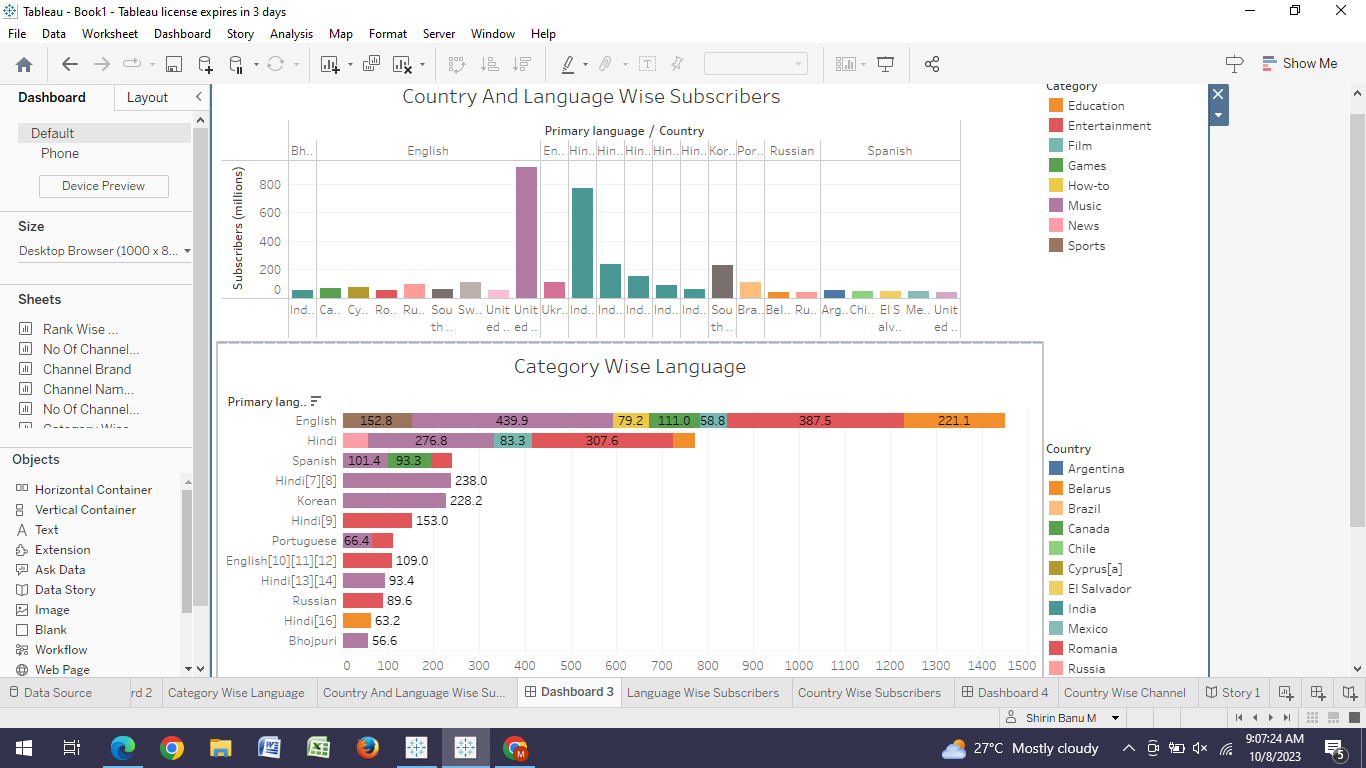 Tableau - Book1 - Tableau license expires in 3 days
File Data Worksheet Dashboard Story Analysis Map Format Server Window Help
Show Me
Dashboard Layout
Default
Phone
Device Preview
Size
Desktop Browser (1000 x 8...
Sheets
Rank Wise ...
No Of Channel...
Channel Brand
Channel Nam...
No Of Channel...
Objects
Horizontal Container
Vertical Container
Text
Extension
Ask Data
Data Story
Image
Blank
Workflow
Web Page
Country And Language Wise Subscribers
Primary language / Country
Bh.. English En.. Hin.. Hin.. Hin.. Hin.. Hin.. Kor.. Por.. Russian Spanish
Subscribers (millions)
800
600
400
200
0
Ind.. Ca.. Cy.. Ro.. Ru.. Sou Sw.. Unit Unit Ukr.. Ind.. Ind.. Ind.. Ind.. Ind.. Sou Bra.. Bel.. Ru.. Arg.. Chi.. El S Me.. Unit
th .. ed .. ed .. th .. alv.. ed ..
Category
Education
Entertainment
Film
Games
How-to
Music
News
Sports
Category Wise Language
Primary lang..
English 152.8 439.9 79.2 111.0 58.8 387.5 221.1
Hindi 276.8 83.3 307.6
Spanish 101.4 93.3
Hindi[7][8] 238.0
Korean 228.2
Hindi[9] 153.0
Portuguese 66.4
English[10][11][12] 109.0
Hindi[13][14] 93.4
Russian 89.6
Hindi[16] 63.2
Bhojpuri 56.6
0 100 200 300 400 500 600 700 800 900 1000 1100 1200 1300 1400 1500
Country
Argentina
Belarus
Brazil
Canada
Chile
Cyprus[a]
El Salvador
India
Mexico
Romania
Russia
Data Source rd 2 Category Wise Language Country And Language Wise Su... Dashboard 3 Language Wise Subscribers Country Wise Subscribers Dashboard 4 Country Wise Channel Story 1
Shirin Banu M
27°C Mostly cloudy
9:07:24 AM
10/8/2023
5